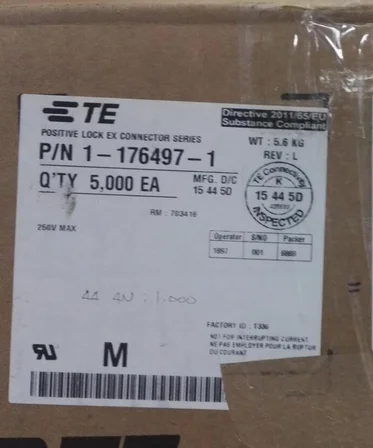 TE
Directive 2011/65/EU
Substance Compliant
POSITIVE LOCK EX CONNECTOR SERIES
WT : 5.6 KG
P/N 1-176497-1
REV : L
Q'TY 5,000 EA
MFG. D/C
15 44 5D
TE Connectivity
K
15 44 5D
INSPECTED
RM : 703416
250V MAX
Operator S/NO Packer
001
44 4N : 1.000
FACTORY ID : 1306
NOT FOR INTERRUPTING CURRENT
NE PAS EMPLOYER POUR LA RUPTUR
DU COURANT
M